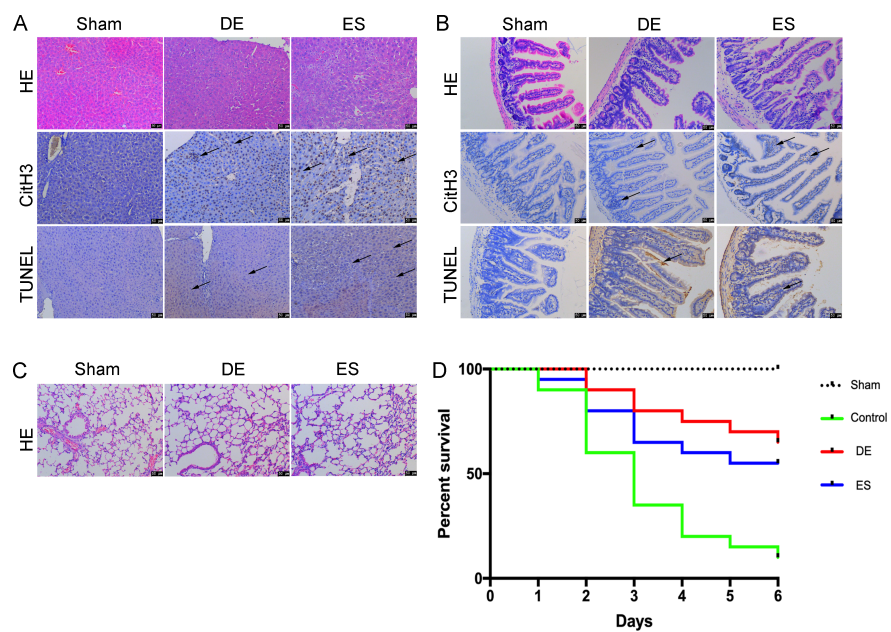 A
Sham
DE
ES
HE
CitH3
TUNEL
B
Sham
DE
ES
HE
CitH3
TUNEL
C
Sham
DE
ES
HE
D
Percent survival
100
50
0
0 1 2 3 4 5 6
Days
Sham
Control
DE
ES